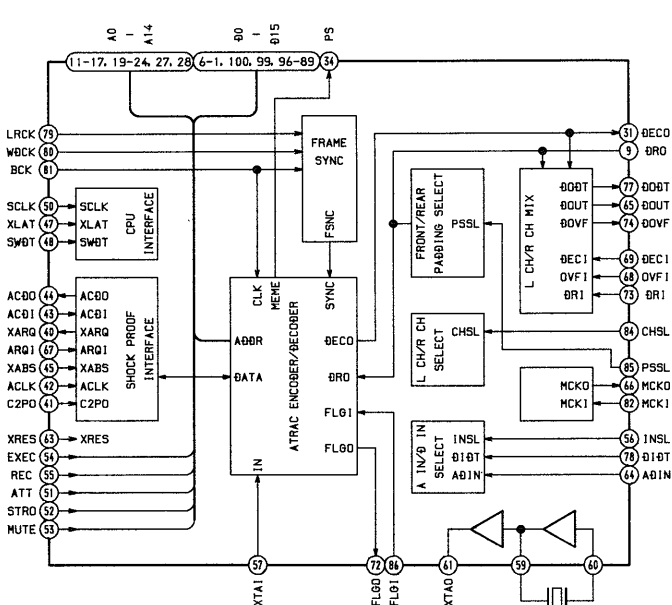 A0 – A14
D0 – D15
PS
11-17, 19-24, 27, 28
6-1, 100, 99, 96-89
34
LRCK 79
WDCK 80
BCK 81
FRAME SYNC
FSNC
31 DECO
9 DRO
SCLK 50 SCLK
XLAT 47 XLAT
SWDT 48 SWDT
CPU INTERFACE
FRONT/REAR PADDING SELECT
PSSL
L CH/R CH MIX
DODT 77 DODT
DOUT 65 DOUT
DOVF 74 DOVF
DECI 69 DECI
OVFI 68 OVFI
DRI 73 DRI
ACDO 44 ACDO
ACDI 43 ACDI
XARQ 40 XARQ
ARQI 67 ARQI
XABS 45 XABS
ACLK 42 ACLK
C2PO 41 C2PO
SHOCK PROOF INTERFACE
CLK
MEME
SYNC
ADDR
DATA
ATRAC ENCODER/DECODER
DECO
DRO
FLGI
FLGO
IN
L CH/R CH SELECT
CHSL 84 CHSL
85 PSSL
MCKO 66 MCKO
MCKI 82 MCKI
A IN/D IN SELECT
INSL 56 INSL
DIDT 78 DIDT
ADIN 64 ADIN
XRES 63 XRES
EXEC 54
REC 55
ATT 51
STRO 52
MUTE 53
57
72
86
61
59
60
XTAI
FLGO
FLGI
XTAO